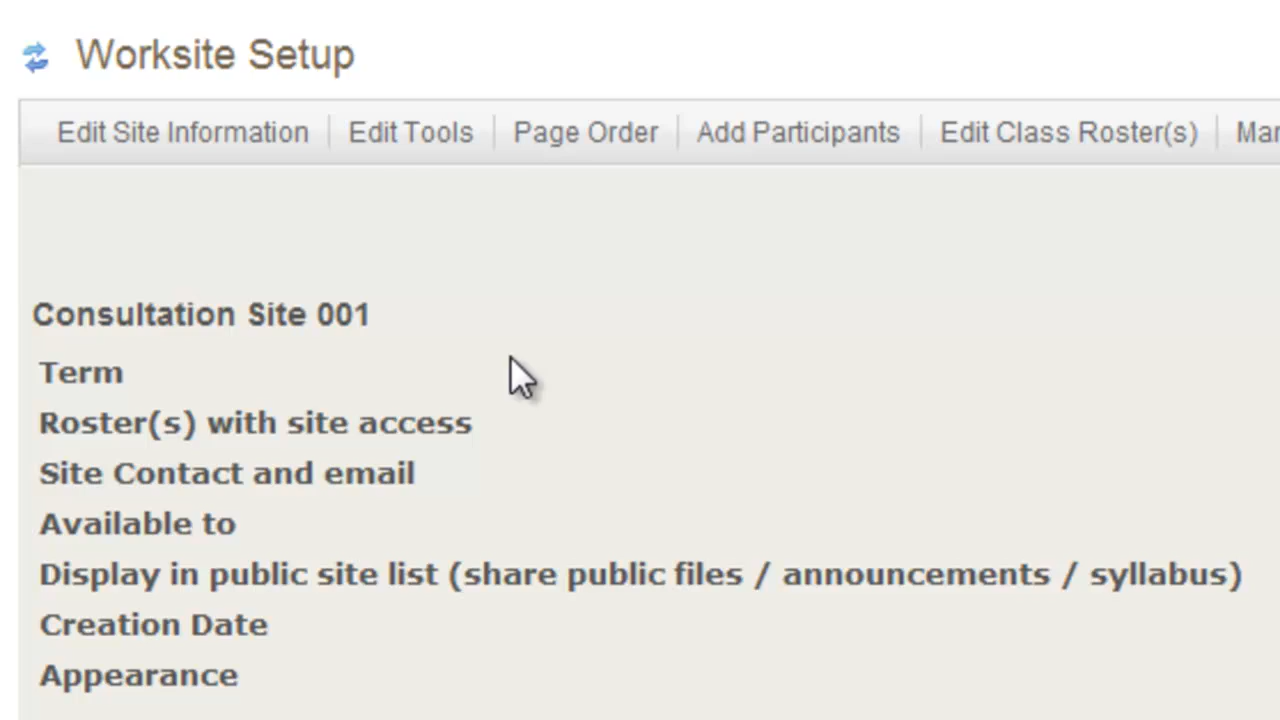 Worksite Setup
Edit Site Information Edit Tools Page Order Add Participants Edit Class Roster(s)
Consultation Site 001
Term
Roster(s) with site access
Site Contact and email
Available to
Display in public site list (share public files / announcements / syllabus)
Creation Date
Appearance